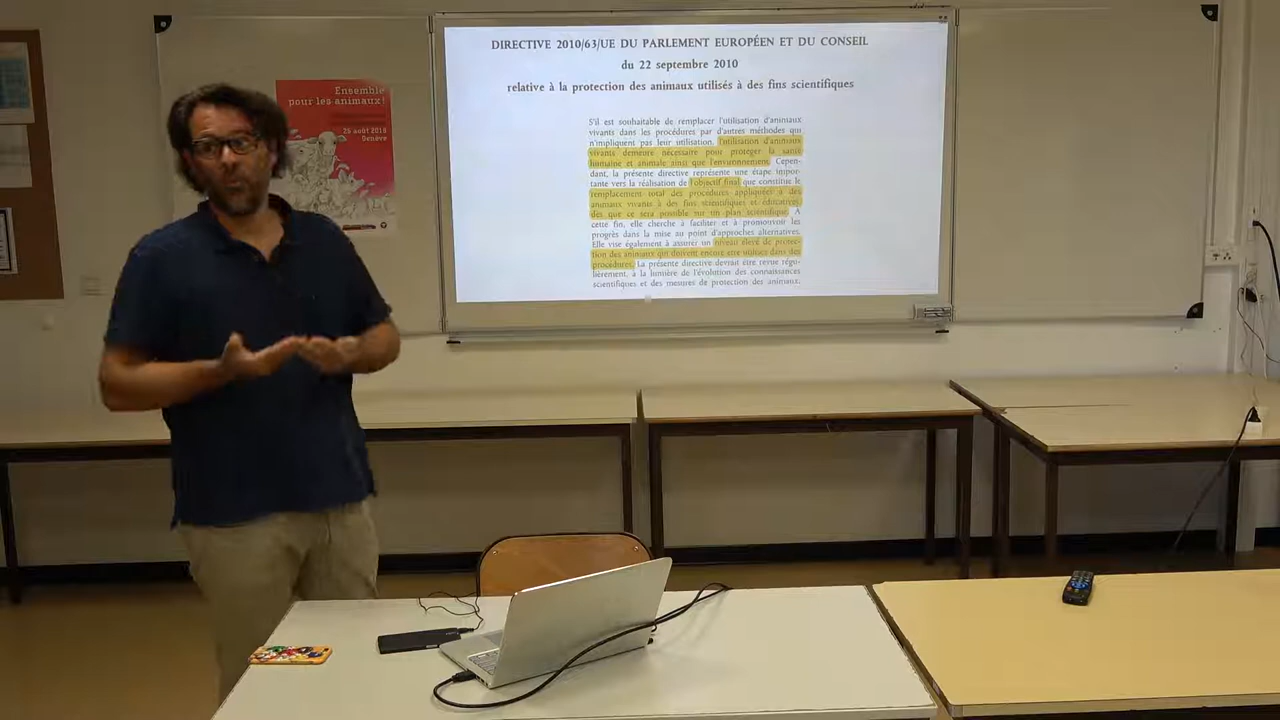 Ensemble
pour les animaux!
25 août 2018
Genève
DIRECTIVE 2010/63/UE DU PARLEMENT EUROPÉEN ET DU CONSEIL
du 22 septembre 2010
relative à la protection des animaux utilisés à des fins scientifiques
S'il est souhaitable de remplacer l'utilisation d'animaux
vivants dans les procédures par d'autres méthodes qui
n'impliquent pas leur utilisation, l'utilisation d'animaux
vivants demeure nécessaire pour protéger la santé
humaine et animale ainsi que l'environnement. Cepen-
dant, la présente directive représente une étape impor-
tante vers la réalisation de l'objectif final que constitue le
remplacement total des procédures appliquées à des
animaux vivants à des fins scientifiques et éducatives,
dès que ce sera possible sur un plan scientifique. À
cette fin, elle cherche à faciliter et à promouvoir les
progrès dans la mise au point d'approches alternatives.
Elle vise également à assurer un niveau élevé de protec-
tion des animaux qui doivent encore être utilisés dans des
procédures. La présente directive devrait être revue régu-
lièrement, à la lumière de l'évolution des connaissances
scientifiques et des mesures de protection des animaux.